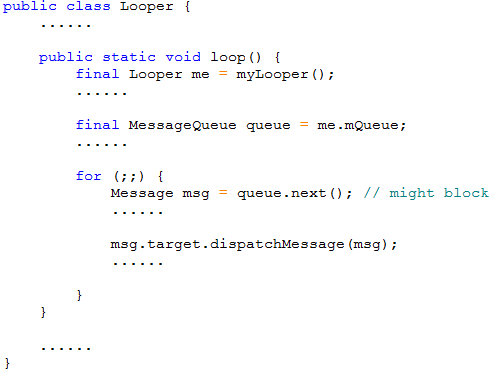 public class Looper {
    ......
    public static void loop() {
        final Looper me = myLooper();
        ......
        final MessageQueue queue = me.mQueue;
        ......
        for (;;) {
            Message msg = queue.next(); // might block
            ......
            msg.target.dispatchMessage(msg);
            ......
        }
    }
    ......
}